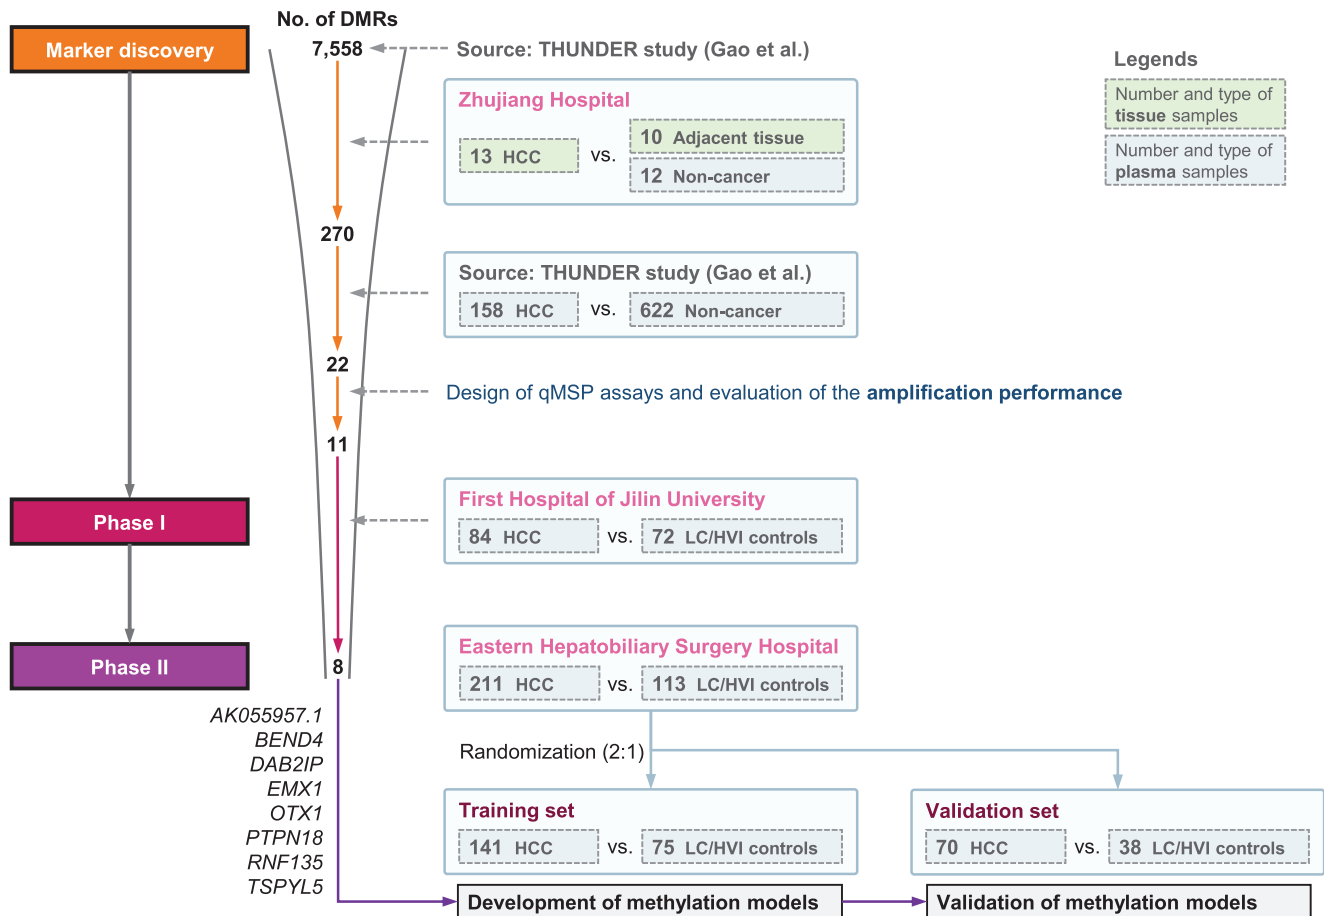 No. of DMRs
Marker discovery
7,558
Source: THUNDER study (Gao et al.)
Legends
Number and type of
tissue samples
Number and type of
plasma samples
Zhujiang Hospital
13 HCC
vs.
10 Adjacent tissue
12 Non-cancer
270
Source: THUNDER study (Gao et al.)
158 HCC
vs.
622 Non-cancer
22
Design of qMSP assays and evaluation of the amplification performance
11
Phase I
First Hospital of Jilin University
84 HCC
vs.
72 LC/HVI controls
Phase II
8
Eastern Hepatobiliary Surgery Hospital
211 HCC
vs.
113 LC/HVI controls
AK055957.1
BEND4
DAB2IP
EMX1
OTX1
PTPN18
RNF135
TSPYL5
Randomization (2:1)
Training set
141 HCC
vs.
75 LC/HVI controls
Validation set
70 HCC
vs.
38 LC/HVI controls
Development of methylation models
Validation of methylation models